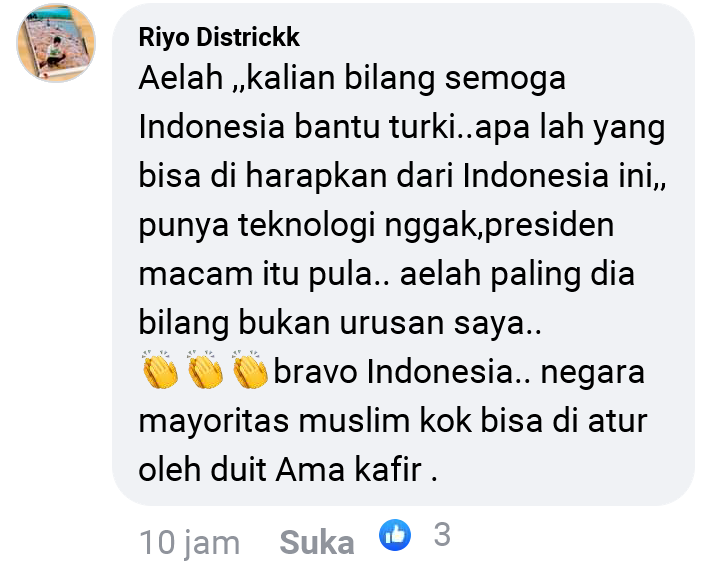 Riyo Districkk
Aelah ,,kalian bilang semoga
Indonesia bantu turki..apa lah yang
bisa di harapkan dari Indonesia ini,,
punya teknologi nggak,presiden
macam itu pula.. aelah paling dia
bilang bukan urusan saya..
👏👏👏bravo Indonesia.. negara
mayoritas muslim kok bisa di atur
oleh duit Ama kafir .
10 jam Suka 3